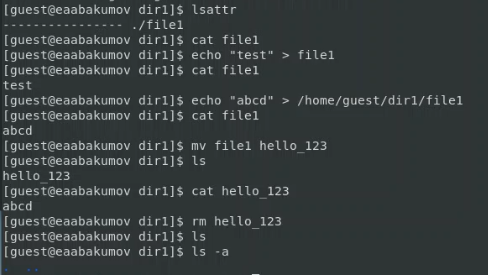 [guest@eaabakumov dir1]$ lsattr
---------------- ./file1
[guest@eaabakumov dir1]$ cat file1
[guest@eaabakumov dir1]$ echo "test" > file1
[guest@eaabakumov dir1]$ cat file1
test
[guest@eaabakumov dir1]$ echo "abcd" > /home/guest/dir1/file1
[guest@eaabakumov dir1]$ cat file1
abcd
[guest@eaabakumov dir1]$ mv file1 hello_123
[guest@eaabakumov dir1]$ ls
hello_123
[guest@eaabakumov dir1]$ cat hello_123
abcd
[guest@eaabakumov dir1]$ rm hello_123
[guest@eaabakumov dir1]$ ls
[guest@eaabakumov dir1]$ ls -a